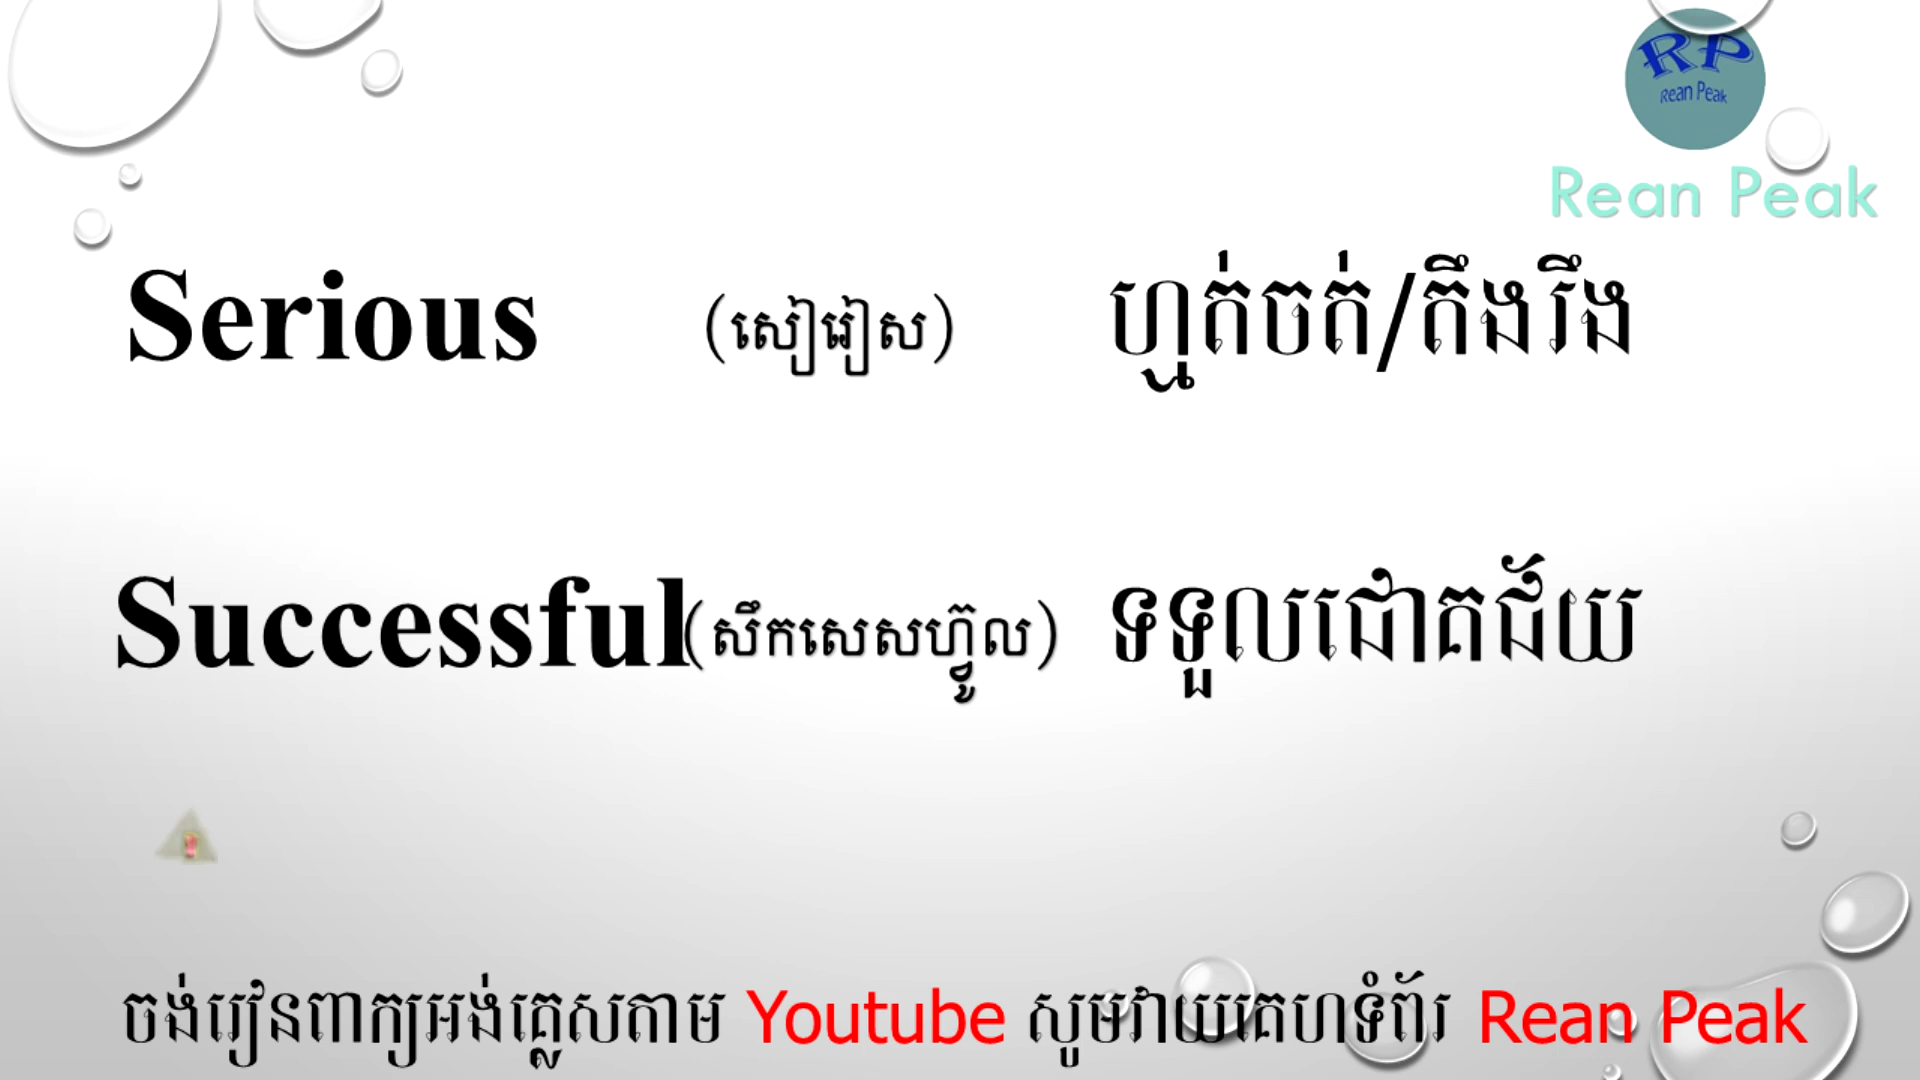 RP
Rean Peak
Rean Peak
Serious (សៀរៀស) ហ្មត់ចត់/តឹងរឹង
Successful (សឹកសេសហ្វ៊ូល) ទទួលជោគជ័យ
ចង់រៀនពាក្យអង់គ្លេសតាម Youtube សូមវាយគេហទំព័រ Rean Peak